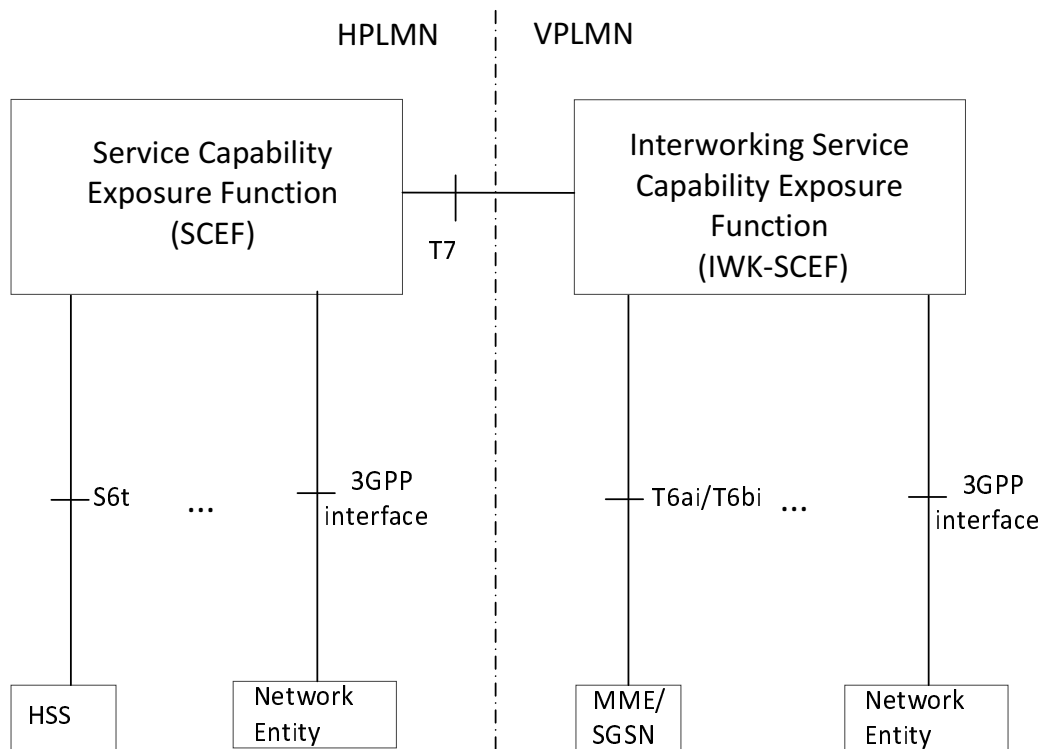 HPLMN
VPLMN
Service Capability
Exposure Function
(SCEF)
Interworking Service
Capability Exposure
Function
(IWK-SCEF)
T7
S6t
...
3GPP
interface
T6ai/T6bi
...
3GPP
interface
HSS
Network
Entity
MME/
SGSN
Network
Entity